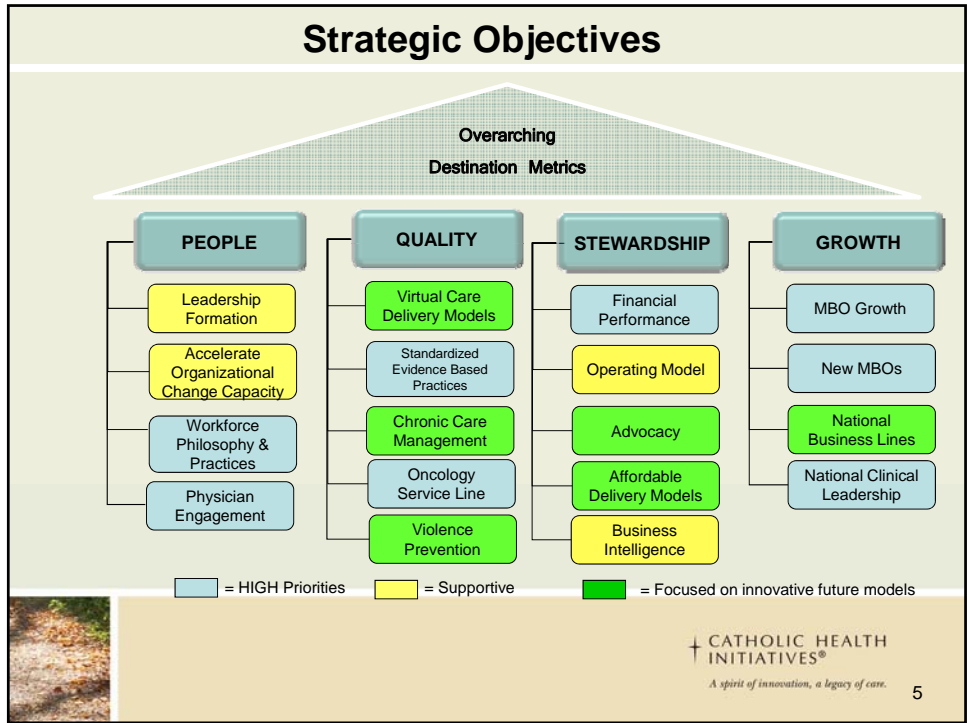 Strategic Objectives
Overarching
Destination Metrics
PEOPLE
Leadership
Formation
Accelerate
Organizational
Change Capacity
Workforce
Philosophy &
Practices
Physician
Engagement
QUALITY
Virtual Care
Delivery Models
Standardized
Evidence Based
Practices
Chronic Care
Management
Oncology
Service Line
Violence
Prevention
STEWARDSHIP
Financial
Performance
Operating Model
Advocacy
Affordable
Delivery Models
Business
Intelligence
GROWTH
MBO Growth
New MBOs
National
Business Lines
National Clinical
Leadership
= HIGH Priorities
= Supportive
= Focused on innovative future models
CATHOLIC HEALTH
INITIATIVES®
A spirit of innovation, a legacy of care.
5